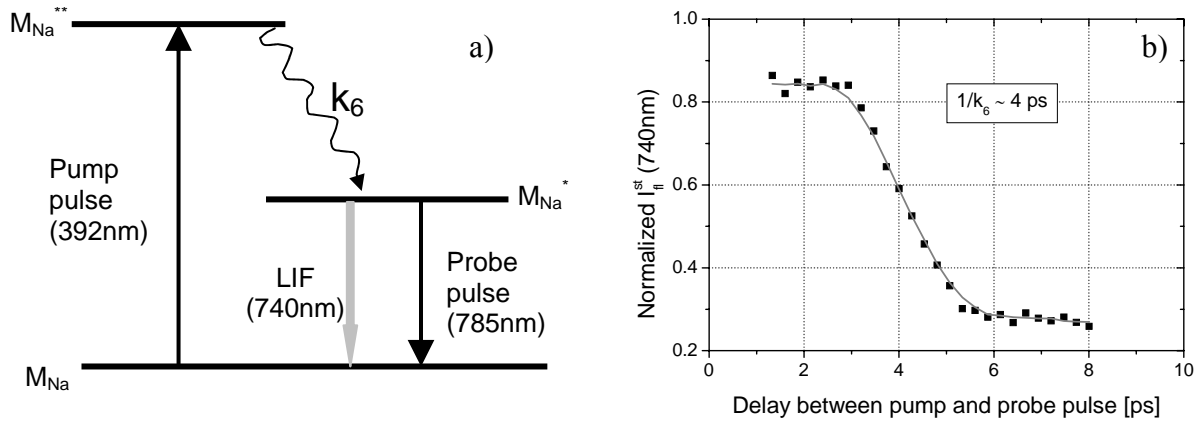 M_Na**
a)
k₆
Pump
pulse
(392nm)
M_Na*
LIF
(740nm)
Probe
pulse
(785nm)
M_Na
b)
1/k₆ ~ 4 ps
Normalized I_fl^st (740nm)
1.0
0.8
0.6
0.4
0.2
0 2 4 6 8 10
Delay between pump and probe pulse [ps]